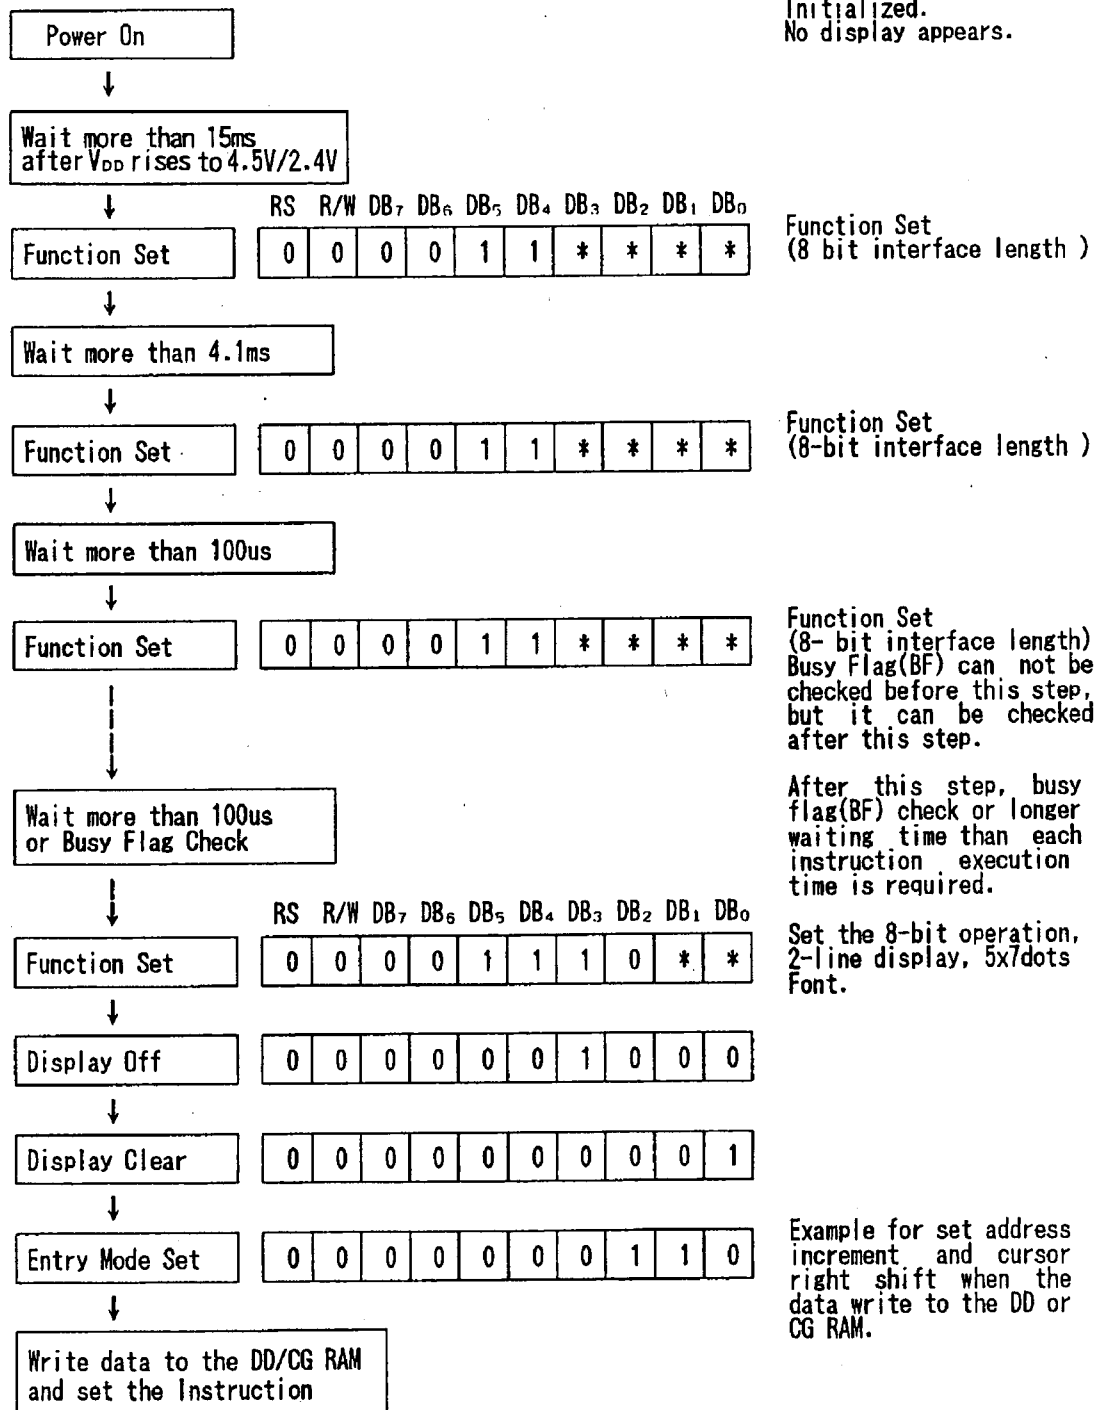 Initialized.
No display appears.
Power On
↓
Wait more than 15ms
after VDD rises to 4.5V/2.4V
↓
RS R/W DB7 DB6 DB5 DB4 DB3 DB2 DB1 DB0
Function Set
0 0 0 0 1 1 * * * *
Function Set
(8 bit interface length )
↓
Wait more than 4.1ms
↓
Function Set
0 0 0 0 1 1 * * * *
Function Set
(8-bit interface length )
↓
Wait more than 100us
↓
Function Set
0 0 0 0 1 1 * * * *
Function Set
(8- bit interface length)
Busy Flag(BF) can not be
checked before this step,
but it can be checked
after this step.
↓
Wait more than 100us
or Busy Flag Check
After this step, busy
flag(BF) check or longer
waiting time than each
instruction execution
time is required.
↓
RS R/W DB7 DB6 DB5 DB4 DB3 DB2 DB1 DB0
Function Set
0 0 0 0 1 1 1 0 * *
Set the 8-bit operation,
2-line display, 5x7dots
Font.
↓
Display Off
0 0 0 0 0 0 1 0 0 0
↓
Display Clear
0 0 0 0 0 0 0 0 0 1
↓
Entry Mode Set
0 0 0 0 0 0 0 1 1 0
Example for set address
increment and cursor
right shift when the
data write to the DD or
CG RAM.
↓
Write data to the DD/CG RAM
and set the Instruction